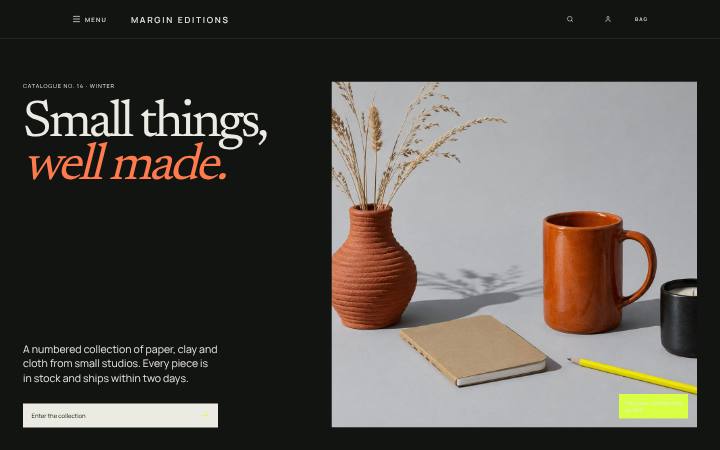 MENU
MARGIN EDITIONS
BAG
CATALOGUE NO. 14 · WINTER
Small things,
well made.
A numbered collection of paper, clay and
cloth from small studios. Every piece is
in stock and ships within two days.
Enter the collection